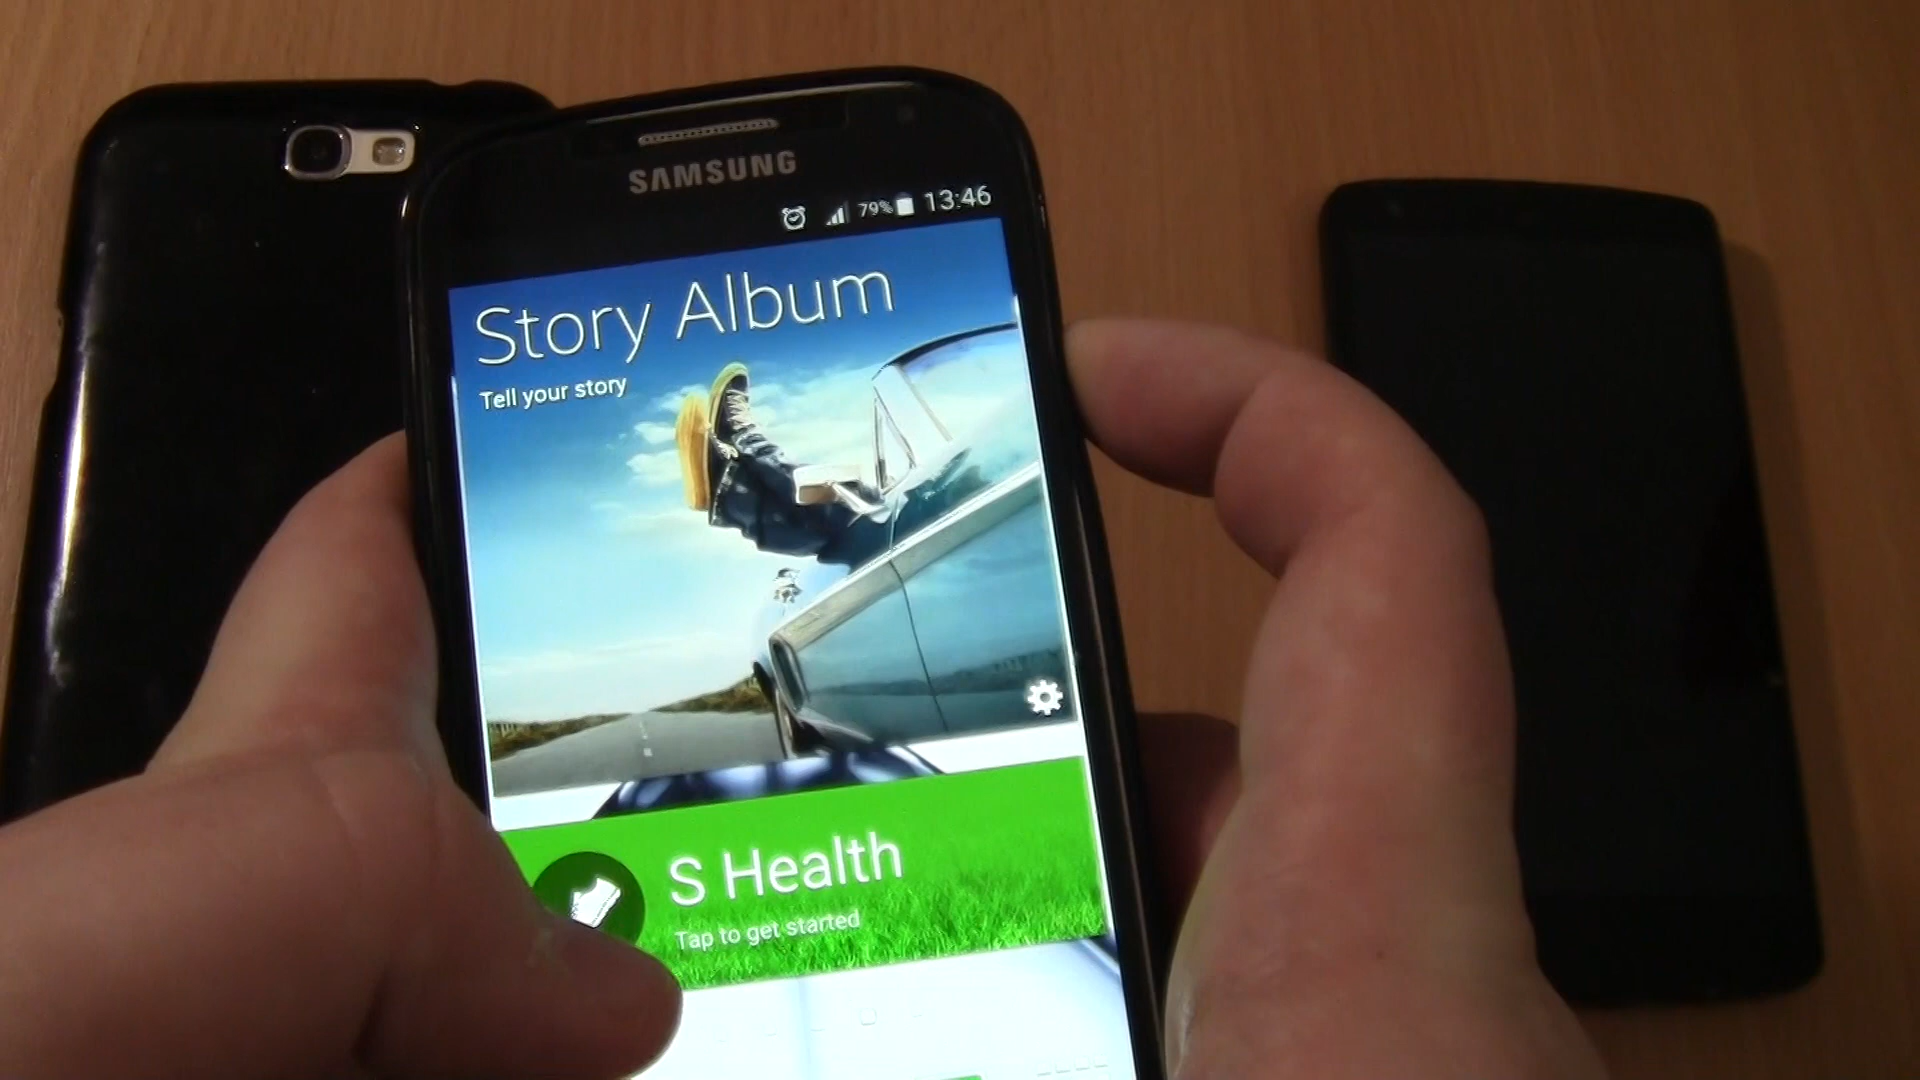 SAMSUNG
79% 13:46
Story Album
Tell your story
S Health
Tap to get started